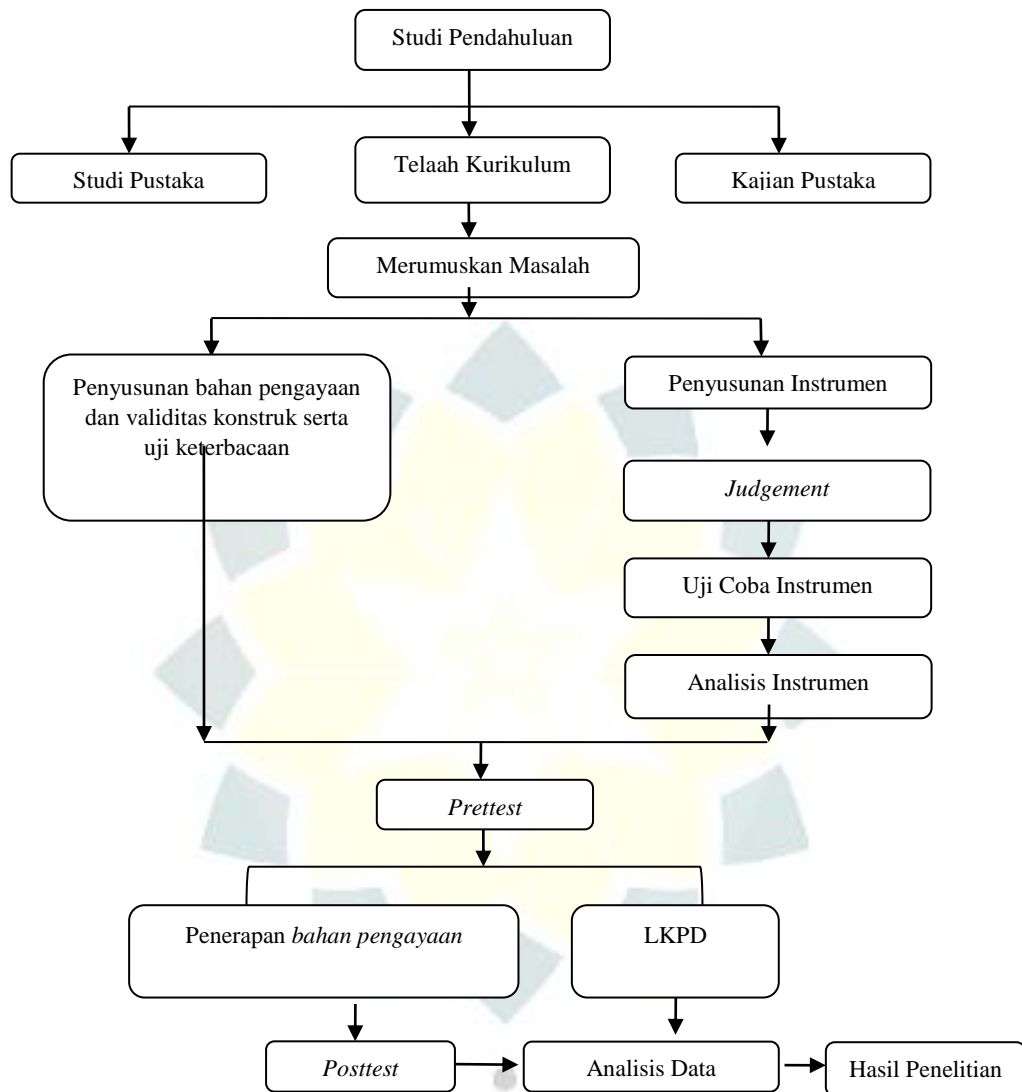 Studi Pendahuluan
Studi Pustaka
Telaah Kurikulum
Kajian Pustaka
Merumuskan Masalah
Penyusunan bahan pengayaan
dan validitas konstruk serta
uji keterbacaan
Penyusunan Instrumen
Judgement
Uji Coba Instrumen
Analisis Instrumen
Prettest
Penerapan bahan pengayaan
LKPD
Posttest
Analisis Data
Hasil Penelitian